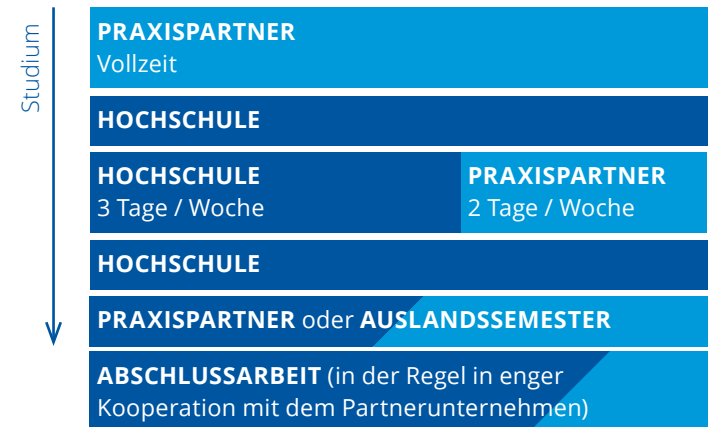 Studium
PRAXISPARTNER
Vollzeit
HOCHSCHULE
HOCHSCHULE
3 Tage / Woche
PRAXISPARTNER
2 Tage / Woche
HOCHSCHULE
PRAXISPARTNER oder AUSLANDSSEMESTER
ABSCHLUSSARBEIT (in der Regel in enger
Kooperation mit dem Partnerunternehmen)